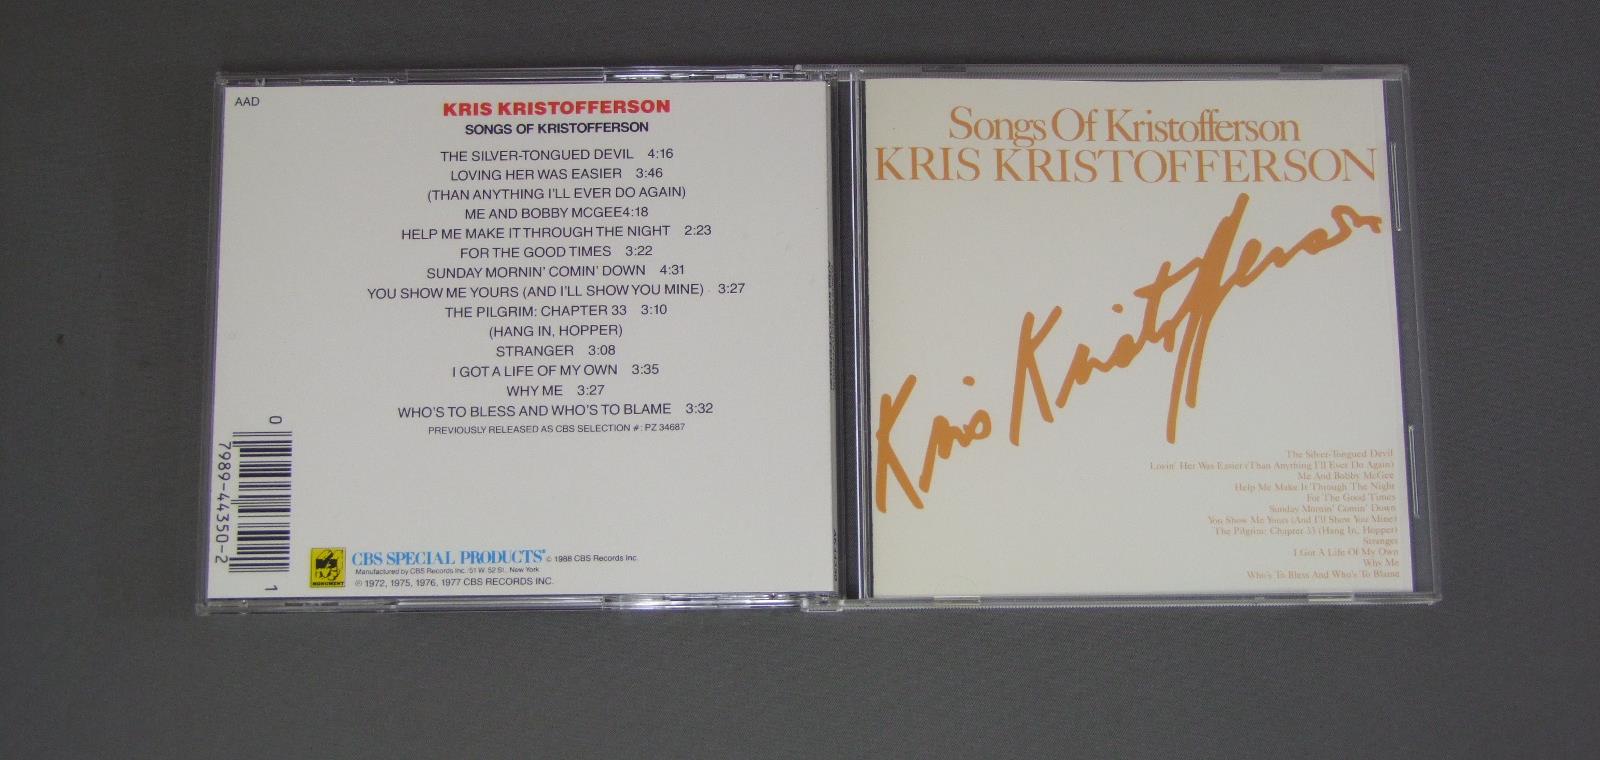 AAD
KRIS KRISTOFFERSON
SONGS OF KRISTOFFERSON
THE SILVER-TONGUED DEVIL 4:16
LOVING HER WAS EASIER 3:46
(THAN ANYTHING I'LL EVER DO AGAIN)
ME AND BOBBY MCGEE4:18
HELP ME MAKE IT THROUGH THE NIGHT 2:23
FOR THE GOOD TIMES 3:22
SUNDAY MORNIN' COMIN' DOWN 4:31
YOU SHOW ME YOURS (AND I'LL SHOW YOU MINE) 3:27
THE PILGRIM: CHAPTER 33 3:10
(HANG IN, HOPPER)
STRANGER 3:08
I GOT A LIFE OF MY OWN 3:35
WHY ME 3:27
WHO'S TO BLESS AND WHO'S TO BLAME 3:32
PREVIOUSLY RELEASED AS CBS SELECTION #: PZ 34687
0 7989-44350-2 1
MONUMENT
CBS SPECIAL PRODUCTS © 1988 CBS Records Inc.
Manufactured by CBS Records Inc./51 W. 52 St., New York
℗ 1972, 1975, 1976, 1977 CBS RECORDS INC.
Songs Of Kristofferson
KRIS KRISTOFFERSON
Kris Kristofferson
The Silver-Tongued Devil
Lovin' Her Was Easier (Than Anything I'll Ever Do Again)
Me And Bobby McGee
Help Me Make It Through The Night
For The Good Times
Sunday Mornin' Comin' Down
You Show Me Yours (And I'll Show You Mine)
The Pilgrim: Chapter 33 (Hang In, Hopper)
Stranger
I Got A Life Of My Own
Why Me
Who's To Bless And Who's To Blame